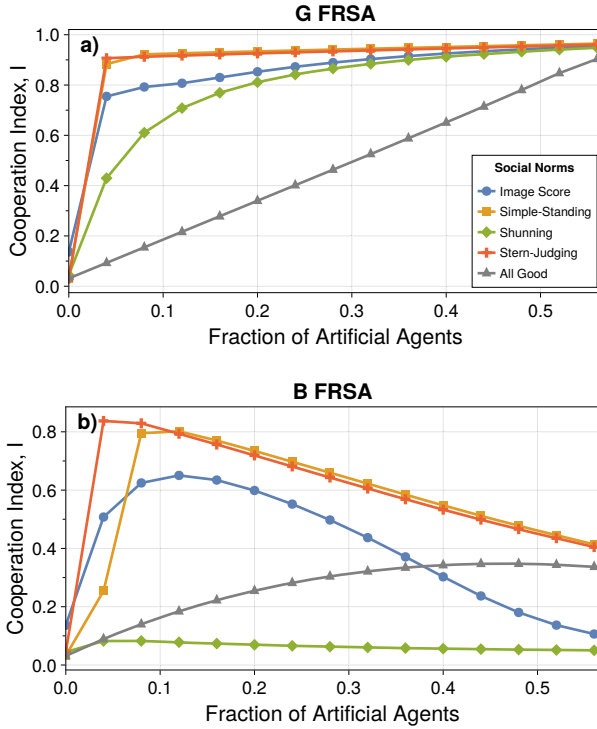 G FRSA
a)
Cooperation Index, I
1.0
0.8
0.6
0.4
0.2
0.0
Social Norms
Image Score
Simple-Standing
Shunning
Stern-Judging
All Good
0.0 0.1 0.2 0.3 0.4 0.5
Fraction of Artificial Agents
B FRSA
b)
Cooperation Index, I
0.8
0.6
0.4
0.2
0.0
0.0 0.1 0.2 0.3 0.4 0.5
Fraction of Artificial Agents